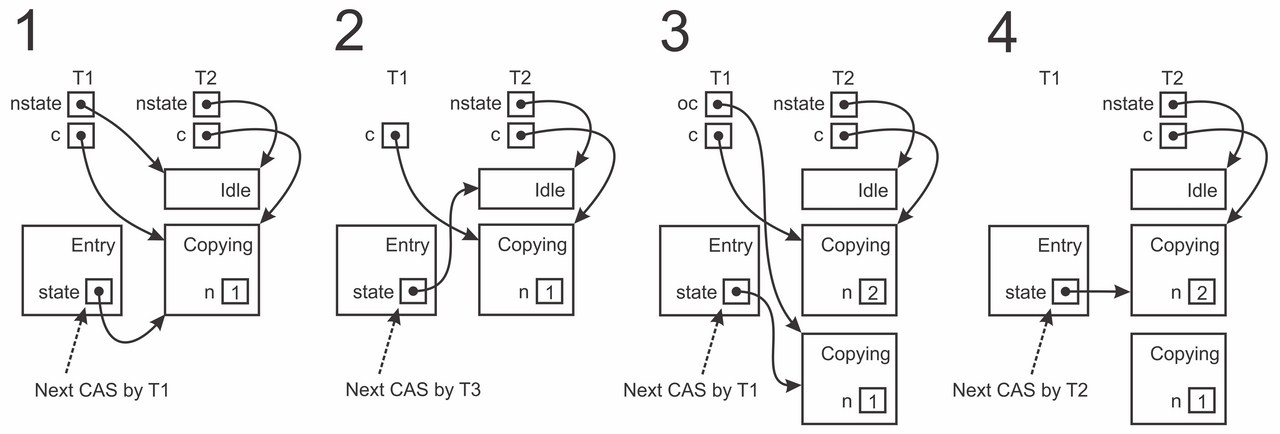 1
T1 T2
nstate nstate
c c
Idle
Entry Copying
state n 1
Next CAS by T1
2
T1 T2
nstate
c c
Idle
Entry Copying
state n 1
Next CAS by T3
3
T1 T2
oc nstate
c c
Idle
Entry Copying
state n 2
Copying
Next CAS by T1
n 1
4
T1 T2
nstate
c
Idle
Entry Copying
state n 2
Copying
Next CAS by T2
n 1